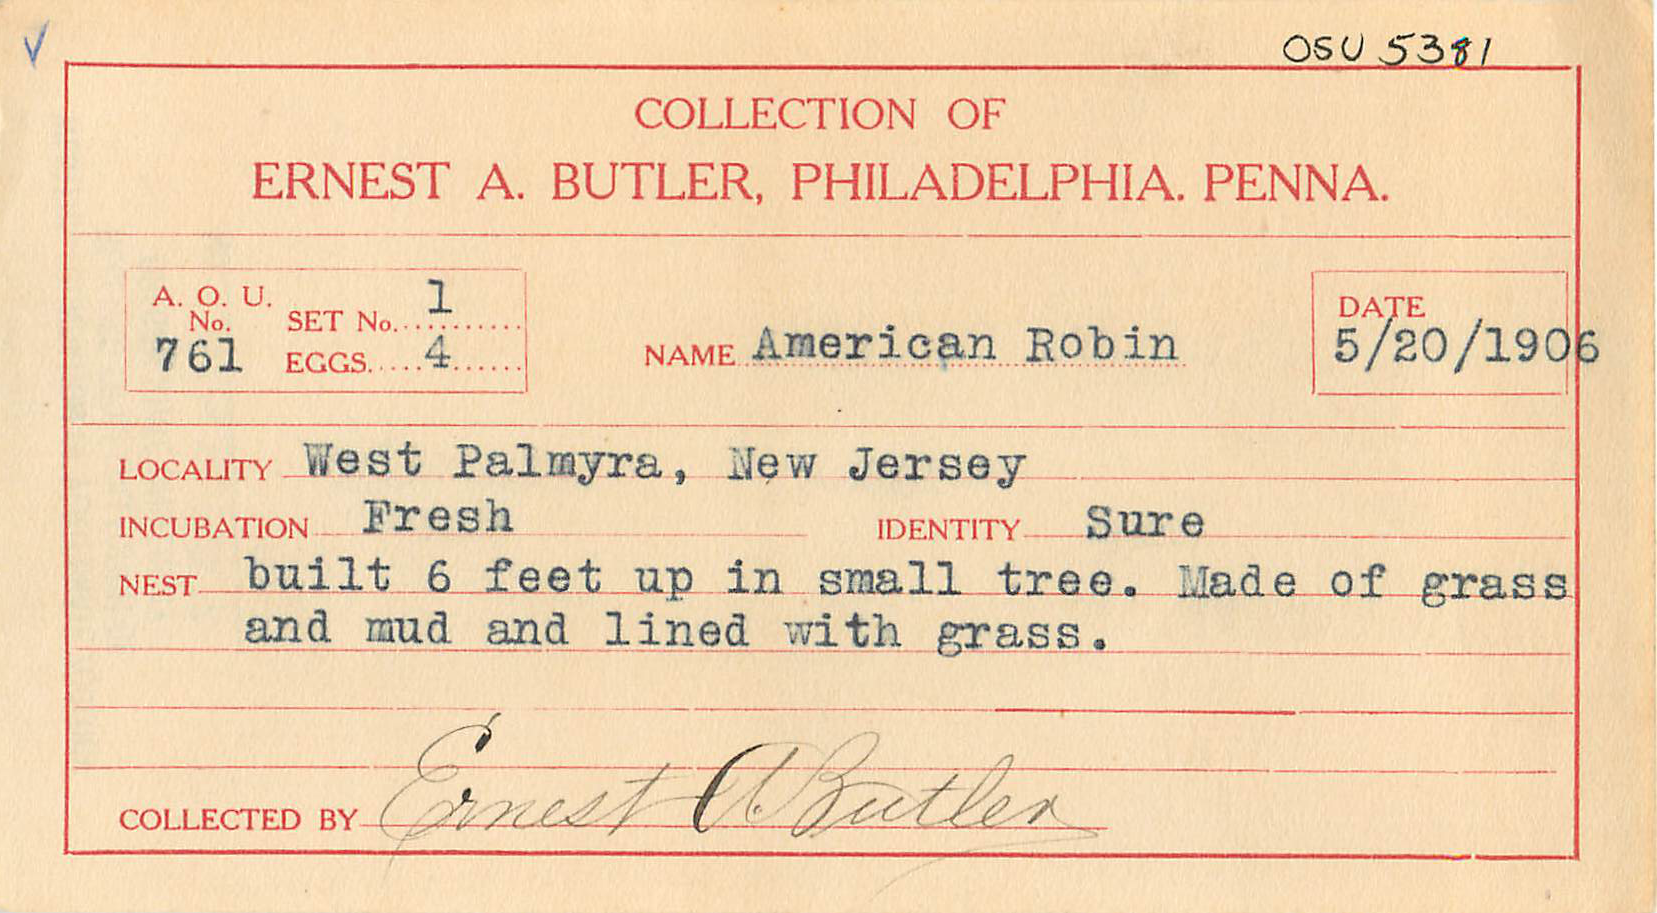 OSU 5381
COLLECTION OF
ERNEST A. BUTLER, PHILADELPHIA. PENNA.
A. O. U. No. 761
SET No. 1
EGGS 4
NAME American Robin
DATE 5/20/1906
LOCALITY West Palmyra, New Jersey
INCUBATION Fresh IDENTITY Sure
NEST built 6 feet up in small tree. Made of grass
and mud and lined with grass.
COLLECTED BY Ernest A Butler